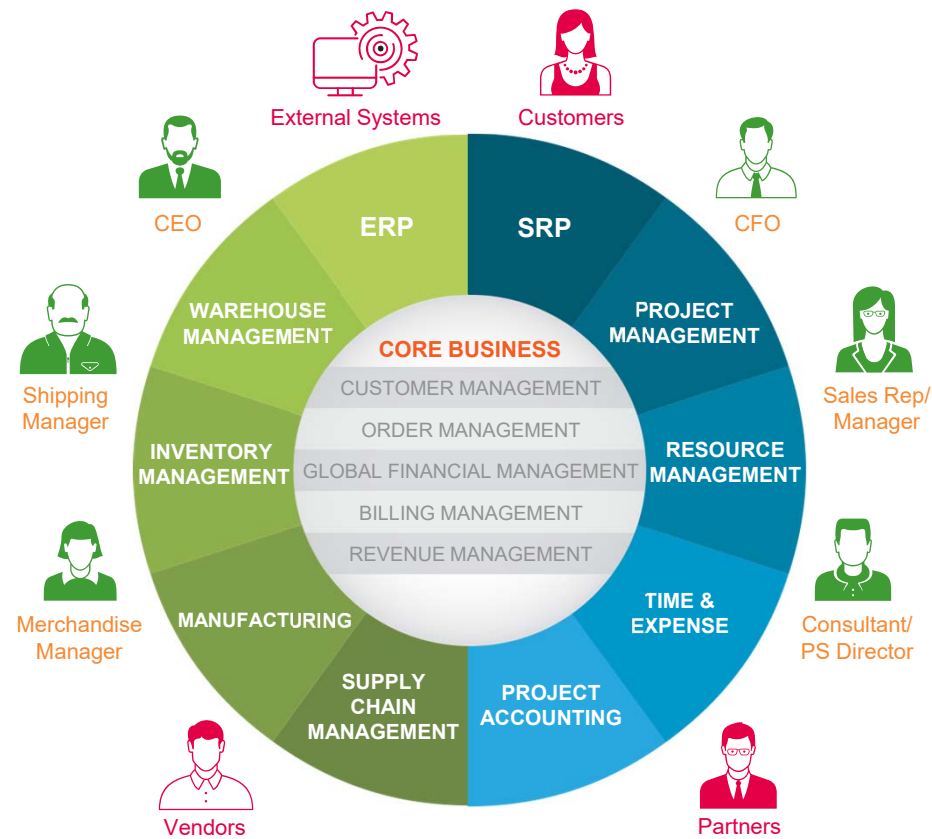 External Systems
Customers
CEO
CFO
ERP
SRP
WAREHOUSE
MANAGEMENT
PROJECT
MANAGEMENT
CORE BUSINESS
CUSTOMER MANAGEMENT
ORDER MANAGEMENT
GLOBAL FINANCIAL MANAGEMENT
BILLING MANAGEMENT
REVENUE MANAGEMENT
Shipping
Manager
Sales Rep/
Manager
INVENTORY
MANAGEMENT
RESOURCE
MANAGEMENT
Merchandise
Manager
MANUFACTURING
TIME &
EXPENSE
Consultant/
PS Director
SUPPLY
CHAIN
MANAGEMENT
PROJECT
ACCOUNTING
Vendors
Partners